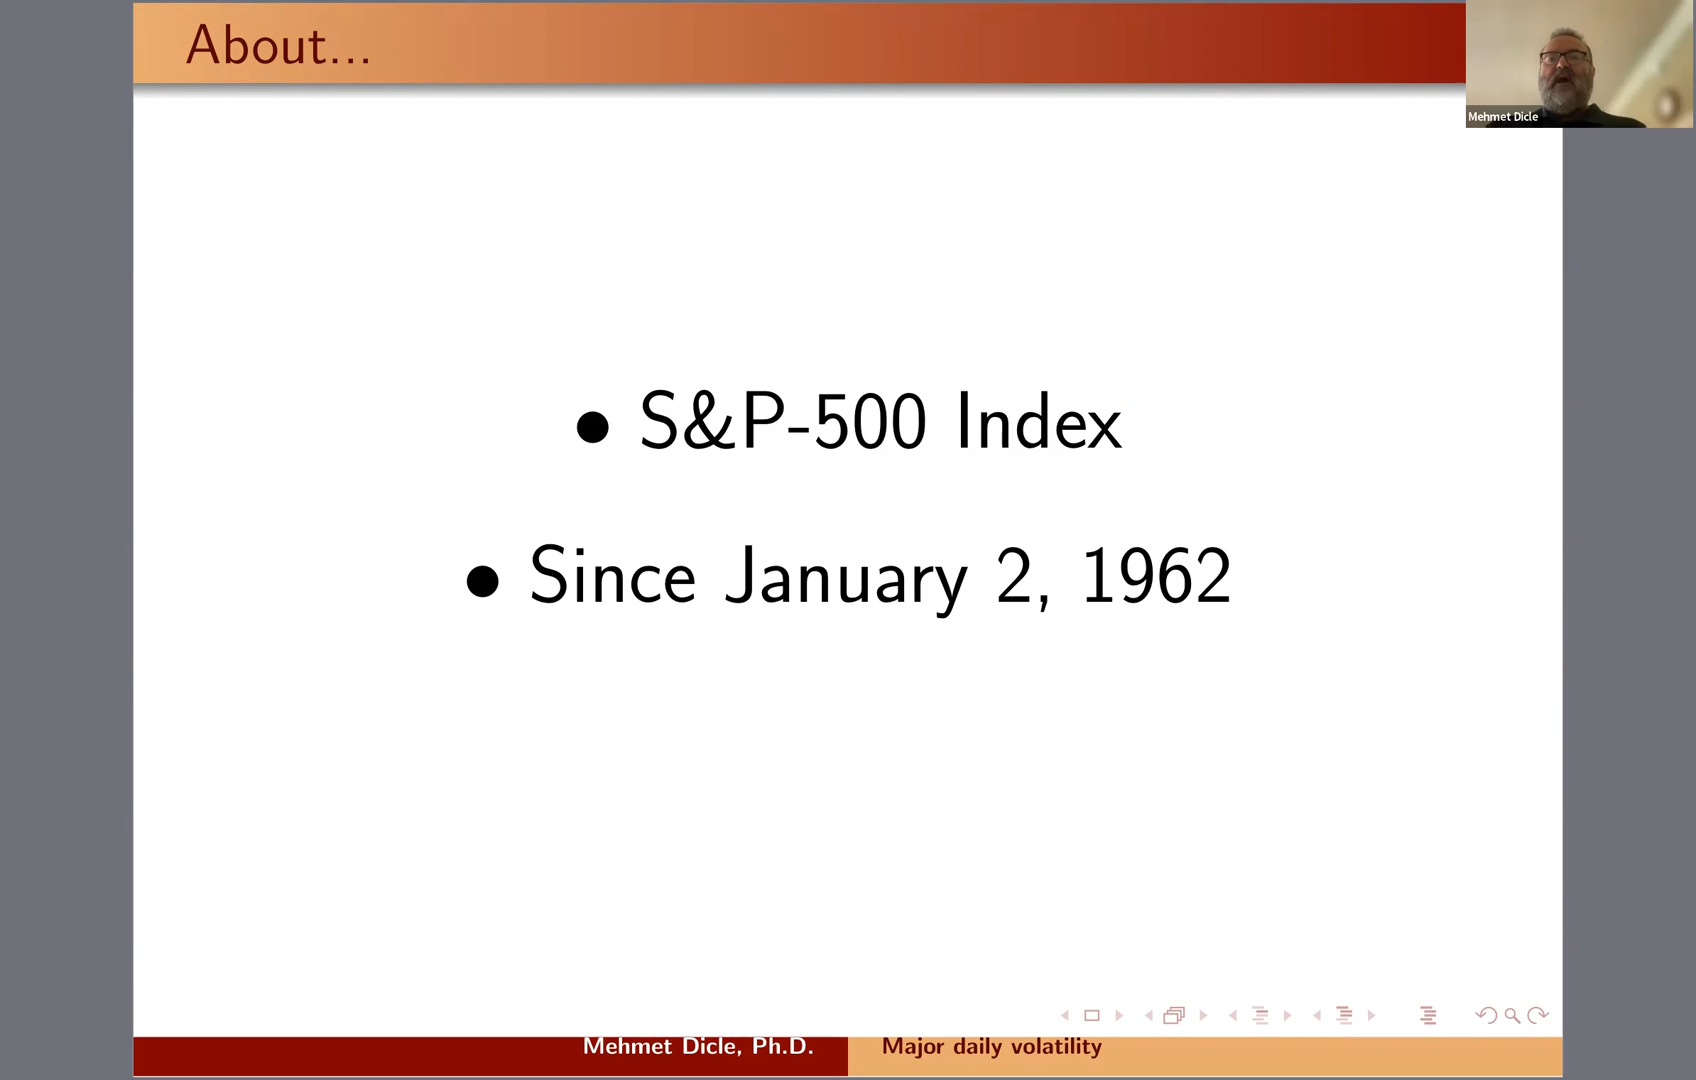 About...
Mehmet Dicle
• S&P-500 Index
• Since January 2, 1962
Mehmet Dicle, Ph.D.
Major daily volatility